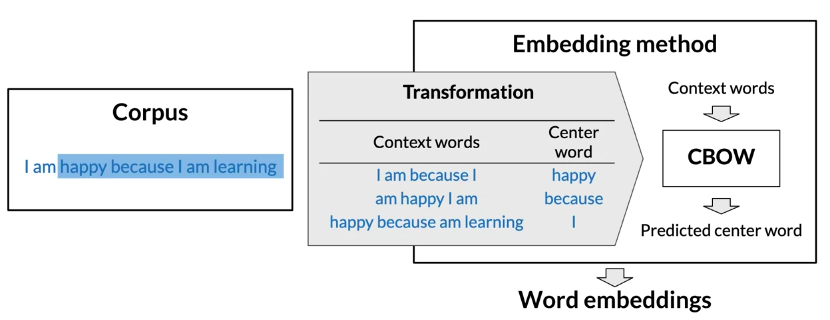 Embedding method
Corpus
I am happy because I am learning
Transformation
Context words
Center
word
I am because I
happy
am happy I am
because
happy because am learning
I
Context words
CBOW
Predicted center word
Word embeddings